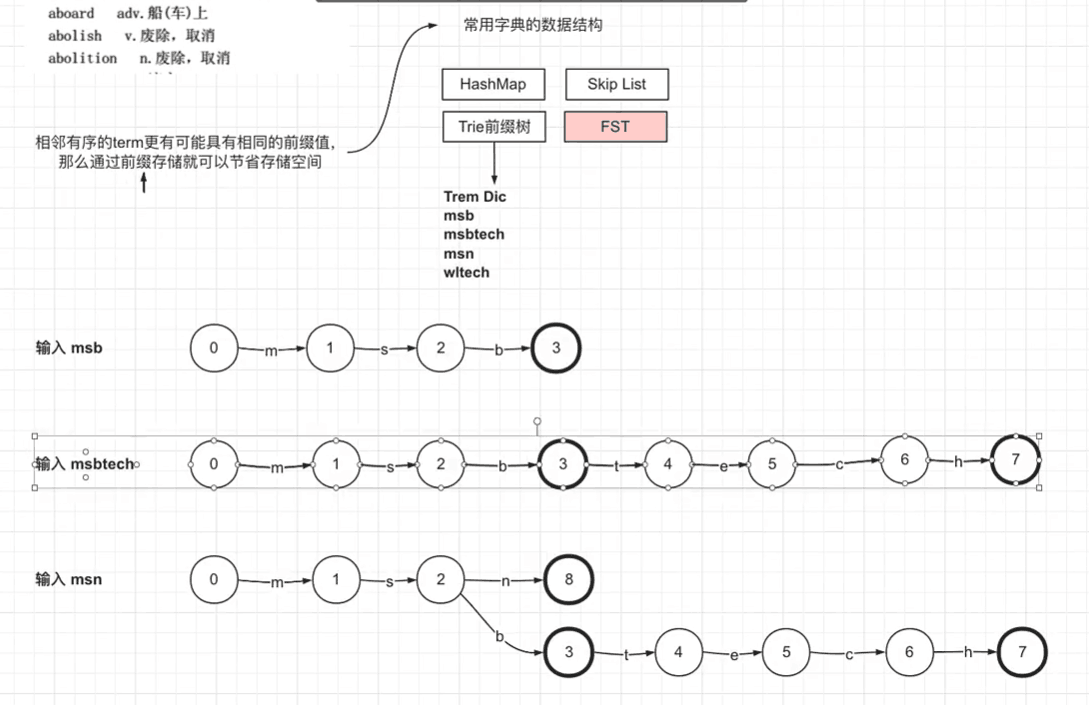 aboard adv.船(车)上
abolish v.废除，取消
abolition n.废除，取消
常用字典的数据结构
HashMap
Skip List
Trie前缀树
FST
相邻有序的term更有可能具有相同的前缀值，
那么通过前缀存储就可以节省存储空间
Trem Dic
msb
msbtech
msn
wltech
输入 msb
0 m 1 s 2 b 3
输入 msbtech
0 m 1 s 2 b 3 t 4 e 5 c 6 h 7
输入 msn
0 m 1 s 2 n 8
b 3 t 4 e 5 c 6 h 7